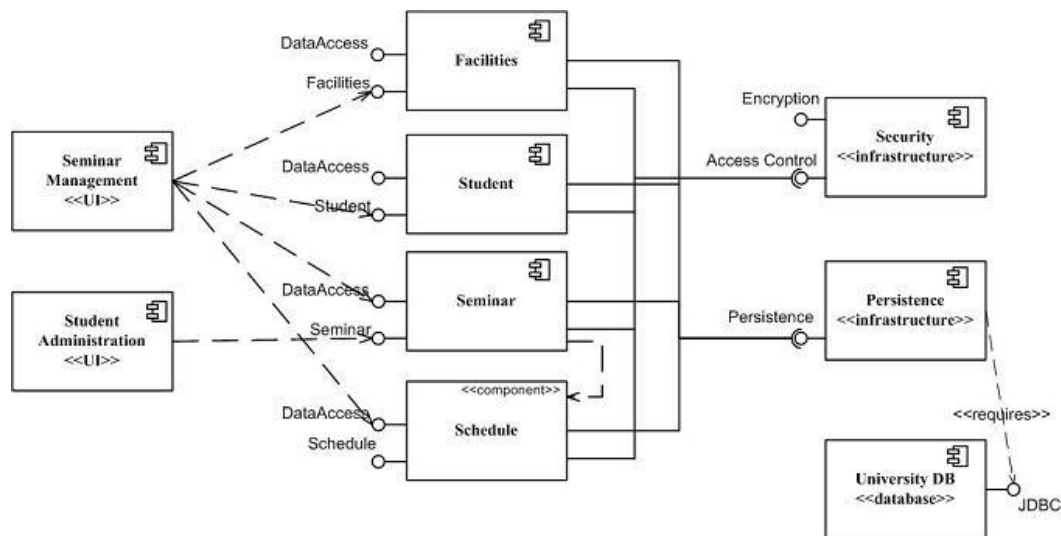 DataAccess
Facilities
Facilities
Encryption
Security
<<infrastructure>>
Access Control
Seminar
Management
<<UI>>
DataAccess
Student
Student
DataAccess
Seminar
Seminar
Persistence
Persistence
<<infrastructure>>
Student
Administration
<<UI>>
<<component>>
DataAccess
Schedule
Schedule
<<requires>>
University DB
<<database>>
JDBC